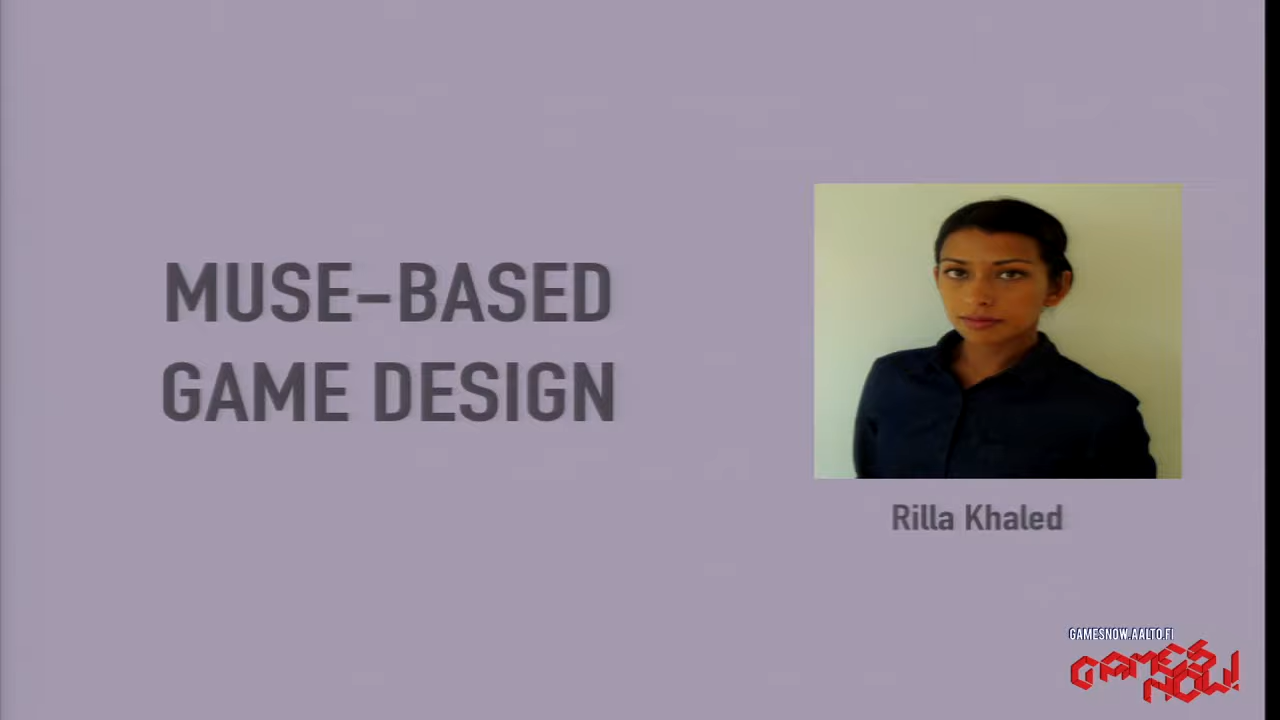 MUSE-BASED
GAME DESIGN
Rilla Khaled
GAMESNOW.AALTO.FI
GAMES
NOW!